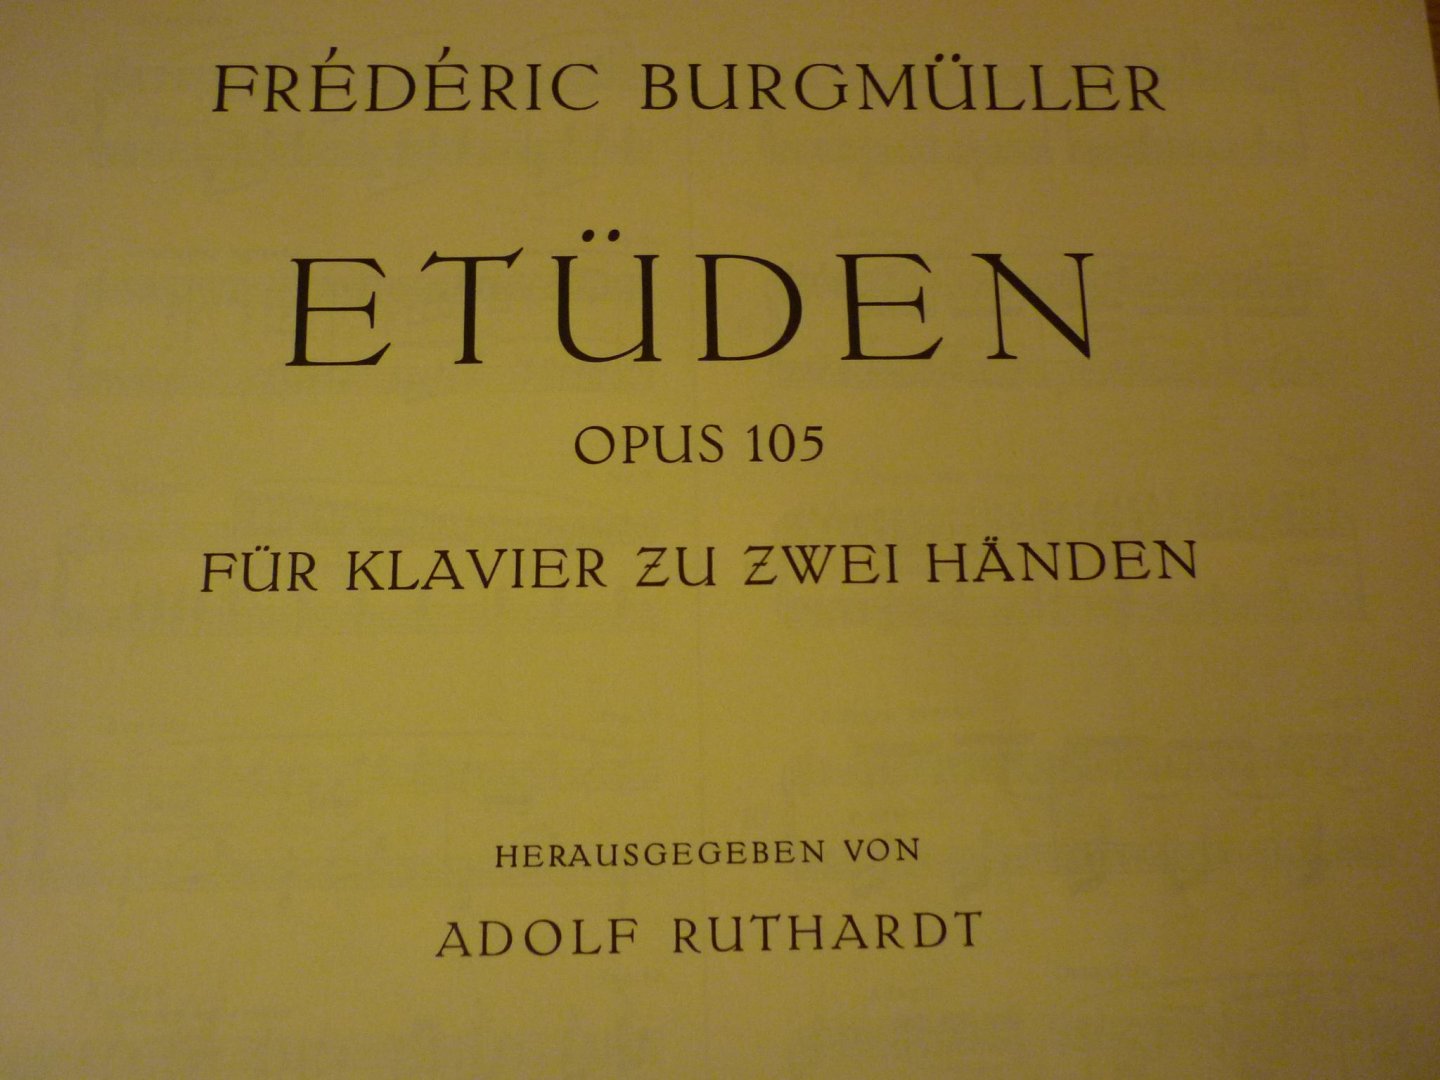 FRÉDÉRIC BURGMÜLLER
ETÜDEN
OPUS 105
FÜR KLAVIER ZU ZWEI HÄNDEN
HERAUSGEGEBEN VON
ADOLF RUTHARDT